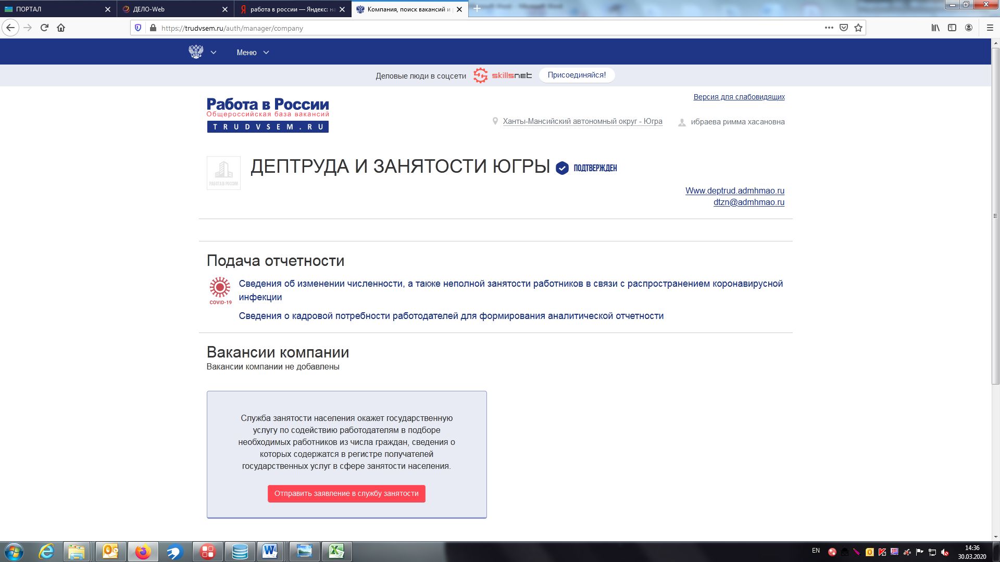 ПОРТАЛ
ДЕЛО-Web
работа в россии — Яндекс: на
Компания, поиск вакансий и
https://trudvsem.ru/auth/manager/company
Меню
Деловые люди в соцсети
skillsnet
Присоединяйся!
Версия для слабовидящих
Работа в России
Общероссийская база вакансий
TRUDVSEM.RU
Ханты-Мансийский автономный округ - Югра
ибраева римма хасановна
РАБОТА В РОССИИ
ДЕПТРУДА И ЗАНЯТОСТИ ЮГРЫ
ПОДТВЕРЖДЕН
Www.deptrud.admhmao.ru
dtzn@admhmao.ru
Подача отчетности
COVID-19
Сведения об изменении численности, а также неполной занятости работников в связи с распространением коронавирусной
инфекции
Сведения о кадровой потребности работодателей для формирования аналитической отчетности
Вакансии компании
Вакансии компании не добавлены
Служба занятости населения окажет государственную
услугу по содействию работодателям в подборе
необходимых работников из числа граждан, сведения о
которых содержатся в регистре получателей
государственных услуг в сфере занятости населения.
Отправить заявление в службу занятости
EN
14:36
30.03.2020